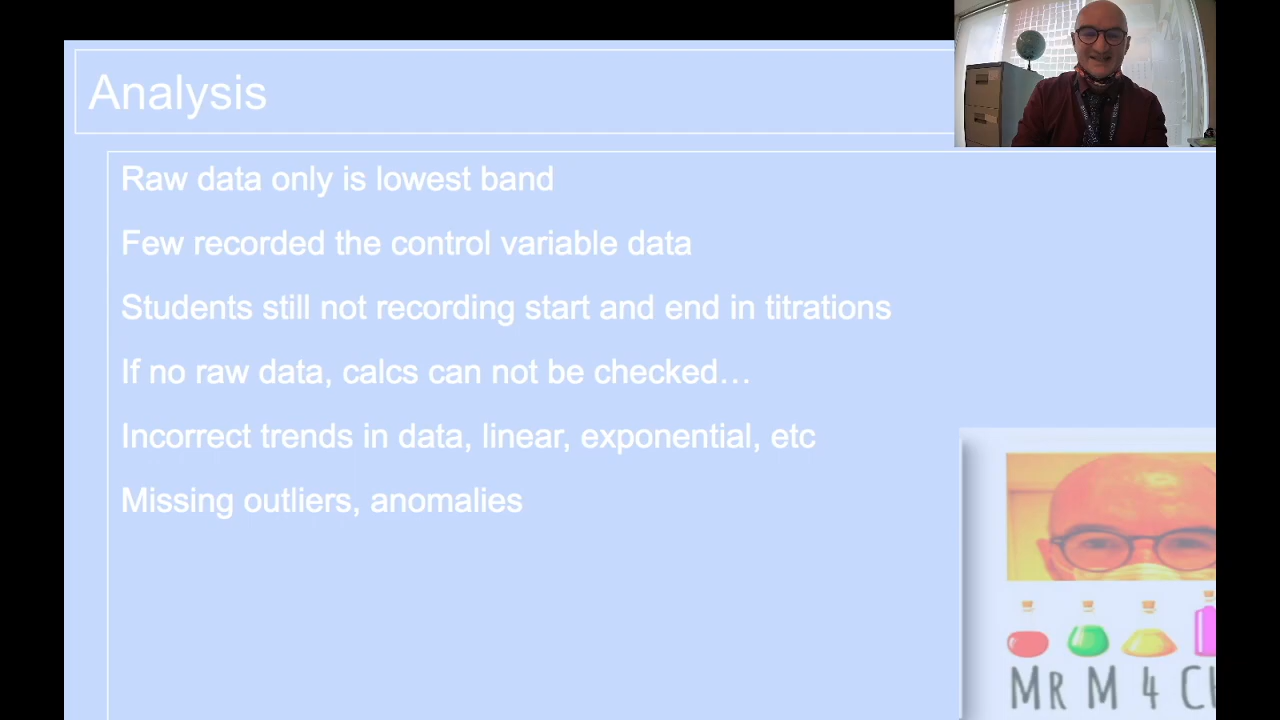 Analysis
Raw data only is lowest band
Few recorded the control variable data
Students still not recording start and end in titrations
If no raw data, calcs can not be checked…
Incorrect trends in data, linear, exponential, etc
Missing outliers, anomalies
MR M 4 CH